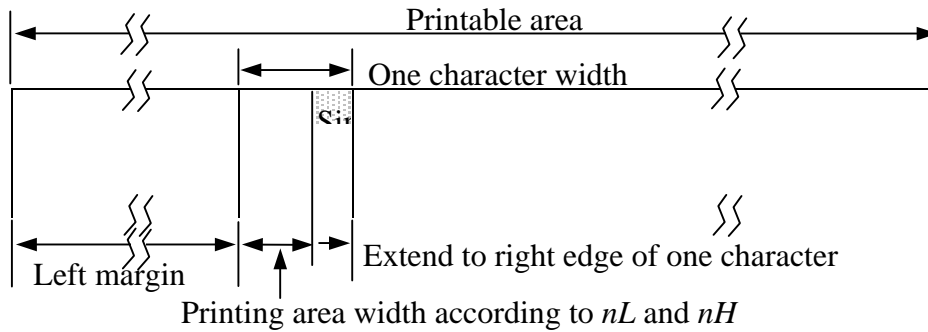 Printable area
One character width
Extend to right edge of one character
Left margin
Printing area width according to nL and nH